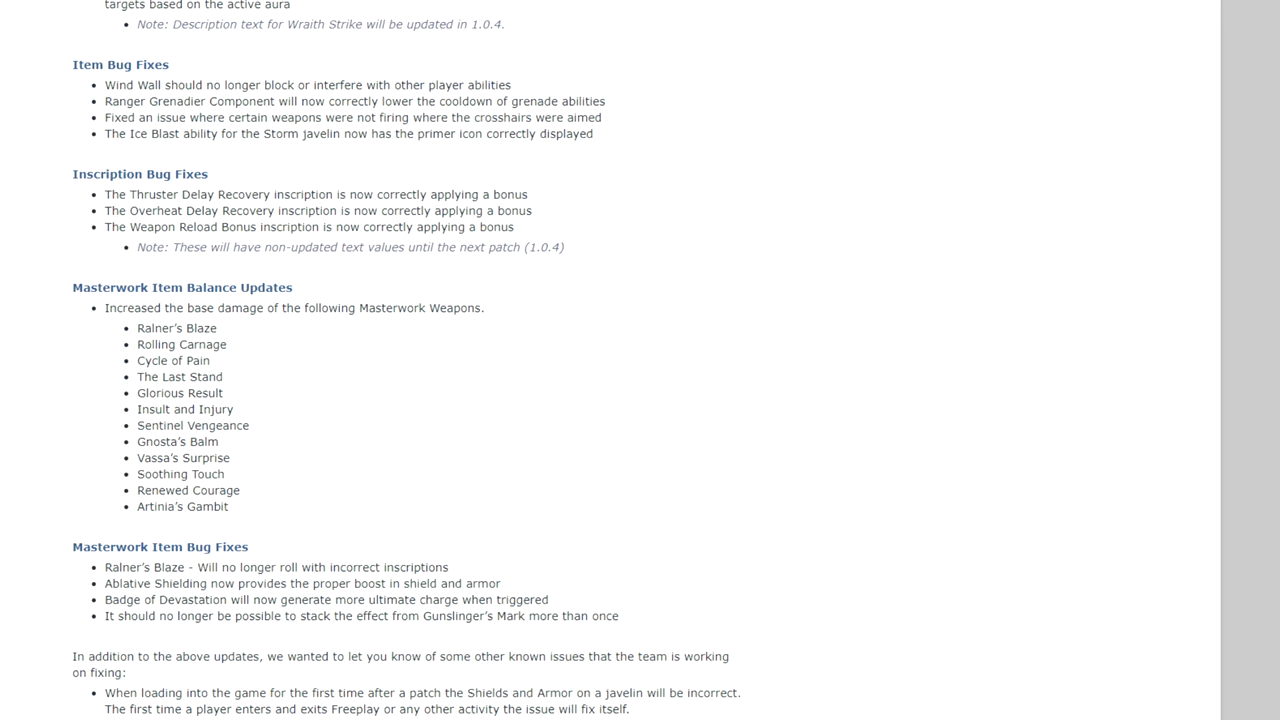 targets based on the active aura
Note: Description text for Wraith Strike will be updated in 1.0.4.
Item Bug Fixes
Wind Wall should no longer block or interfere with other player abilities
Ranger Grenadier Component will now correctly lower the cooldown of grenade abilities
Fixed an issue where certain weapons were not firing where the crosshairs were aimed
The Ice Blast ability for the Storm javelin now has the primer icon correctly displayed
Inscription Bug Fixes
The Thruster Delay Recovery inscription is now correctly applying a bonus
The Overheat Delay Recovery inscription is now correctly applying a bonus
The Weapon Reload Bonus inscription is now correctly applying a bonus
Note: These will have non-updated text values until the next patch (1.0.4)
Masterwork Item Balance Updates
Increased the base damage of the following Masterwork Weapons.
Ralner’s Blaze
Rolling Carnage
Cycle of Pain
The Last Stand
Glorious Result
Insult and Injury
Sentinel Vengeance
Gnosta’s Balm
Vassa’s Surprise
Soothing Touch
Renewed Courage
Artinia’s Gambit
Masterwork Item Bug Fixes
Ralner’s Blaze - Will no longer roll with incorrect inscriptions
Ablative Shielding now provides the proper boost in shield and armor
Badge of Devastation will now generate more ultimate charge when triggered
It should no longer be possible to stack the effect from Gunslinger’s Mark more than once
In addition to the above updates, we wanted to let you know of some other known issues that the team is working
on fixing:
When loading into the game for the first time after a patch the Shields and Armor on a javelin will be incorrect.
The first time a player enters and exits Freeplay or any other activity the issue will fix itself.